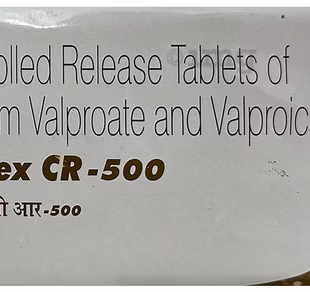 olled Release Tablets of
m Valproate and Valproic
ex CR-500
आर-500